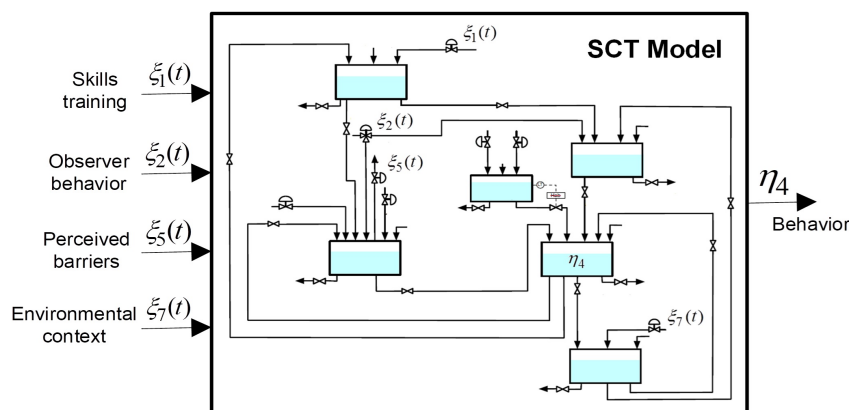 SCT Model
ξ₁(t)
Skills
training
ξ₁(t)
ξ₂(t)
Observer
behavior
ξ₂(t)
ξ₅(t)
η₄
Behavior
Perceived
barriers
ξ₅(t)
η₄
Environmental
context
ξ₇(t)
ξ₇(t)